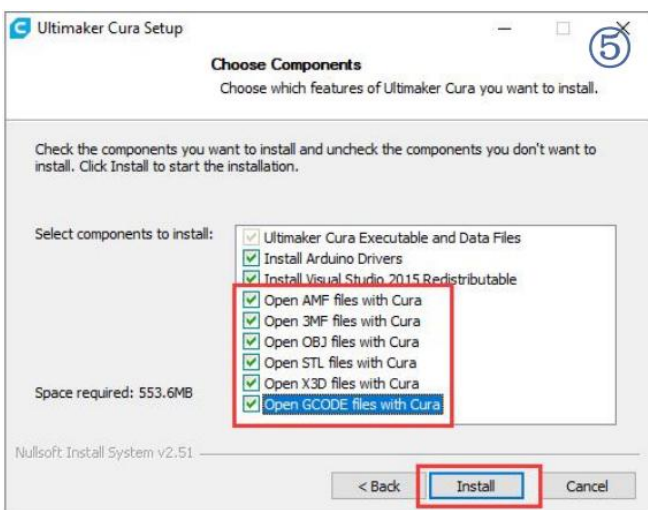 Ultimaker Cura Setup
⑤
Choose Components
Choose which features of Ultimaker Cura you want to install.
Check the components you want to install and uncheck the components you don't want to
install. Click Install to start the installation.
Select components to install:
Ultimaker Cura Executable and Data Files
Install Arduino Drivers
Install Visual Studio 2015 Redistributable
Open AMF files with Cura
Open 3MF files with Cura
Open OBJ files with Cura
Open STL files with Cura
Open X3D files with Cura
Open GCODE files with Cura
Space required: 553.6MB
Nullsoft Install System v2.51
< Back Install Cancel